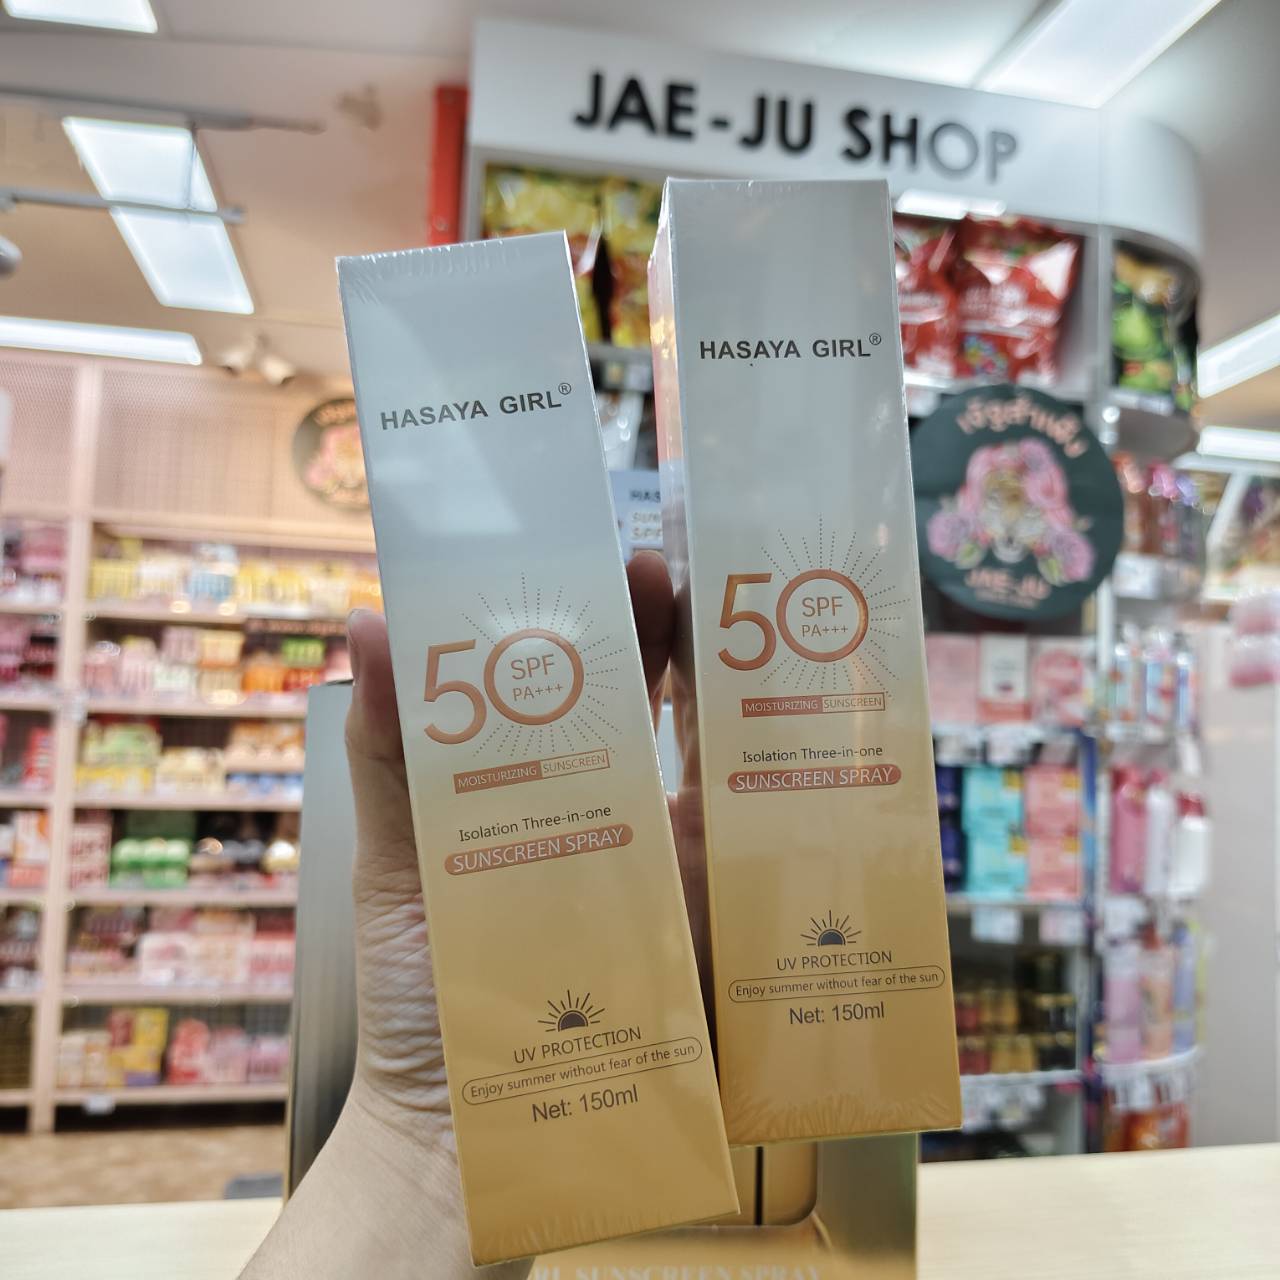 JAE-JU SHOP
HASAYA GIRL®
50
SPF
PA+++
MOISTURIZING SUNSCREEN
Isolation Three-in-one
SUNSCREEN SPRAY
UV PROTECTION
Enjoy summer without fear of the sun
Net: 150ml
HASAYA GIRL®
50
SPF
PA+++
MOISTURIZING SUNSCREEN
Isolation Three-in-one
SUNSCREEN SPRAY
UV PROTECTION
Enjoy summer without fear of the sun
Net: 150ml
HAS
JAE-JU
SUNSCREEN SPRAY